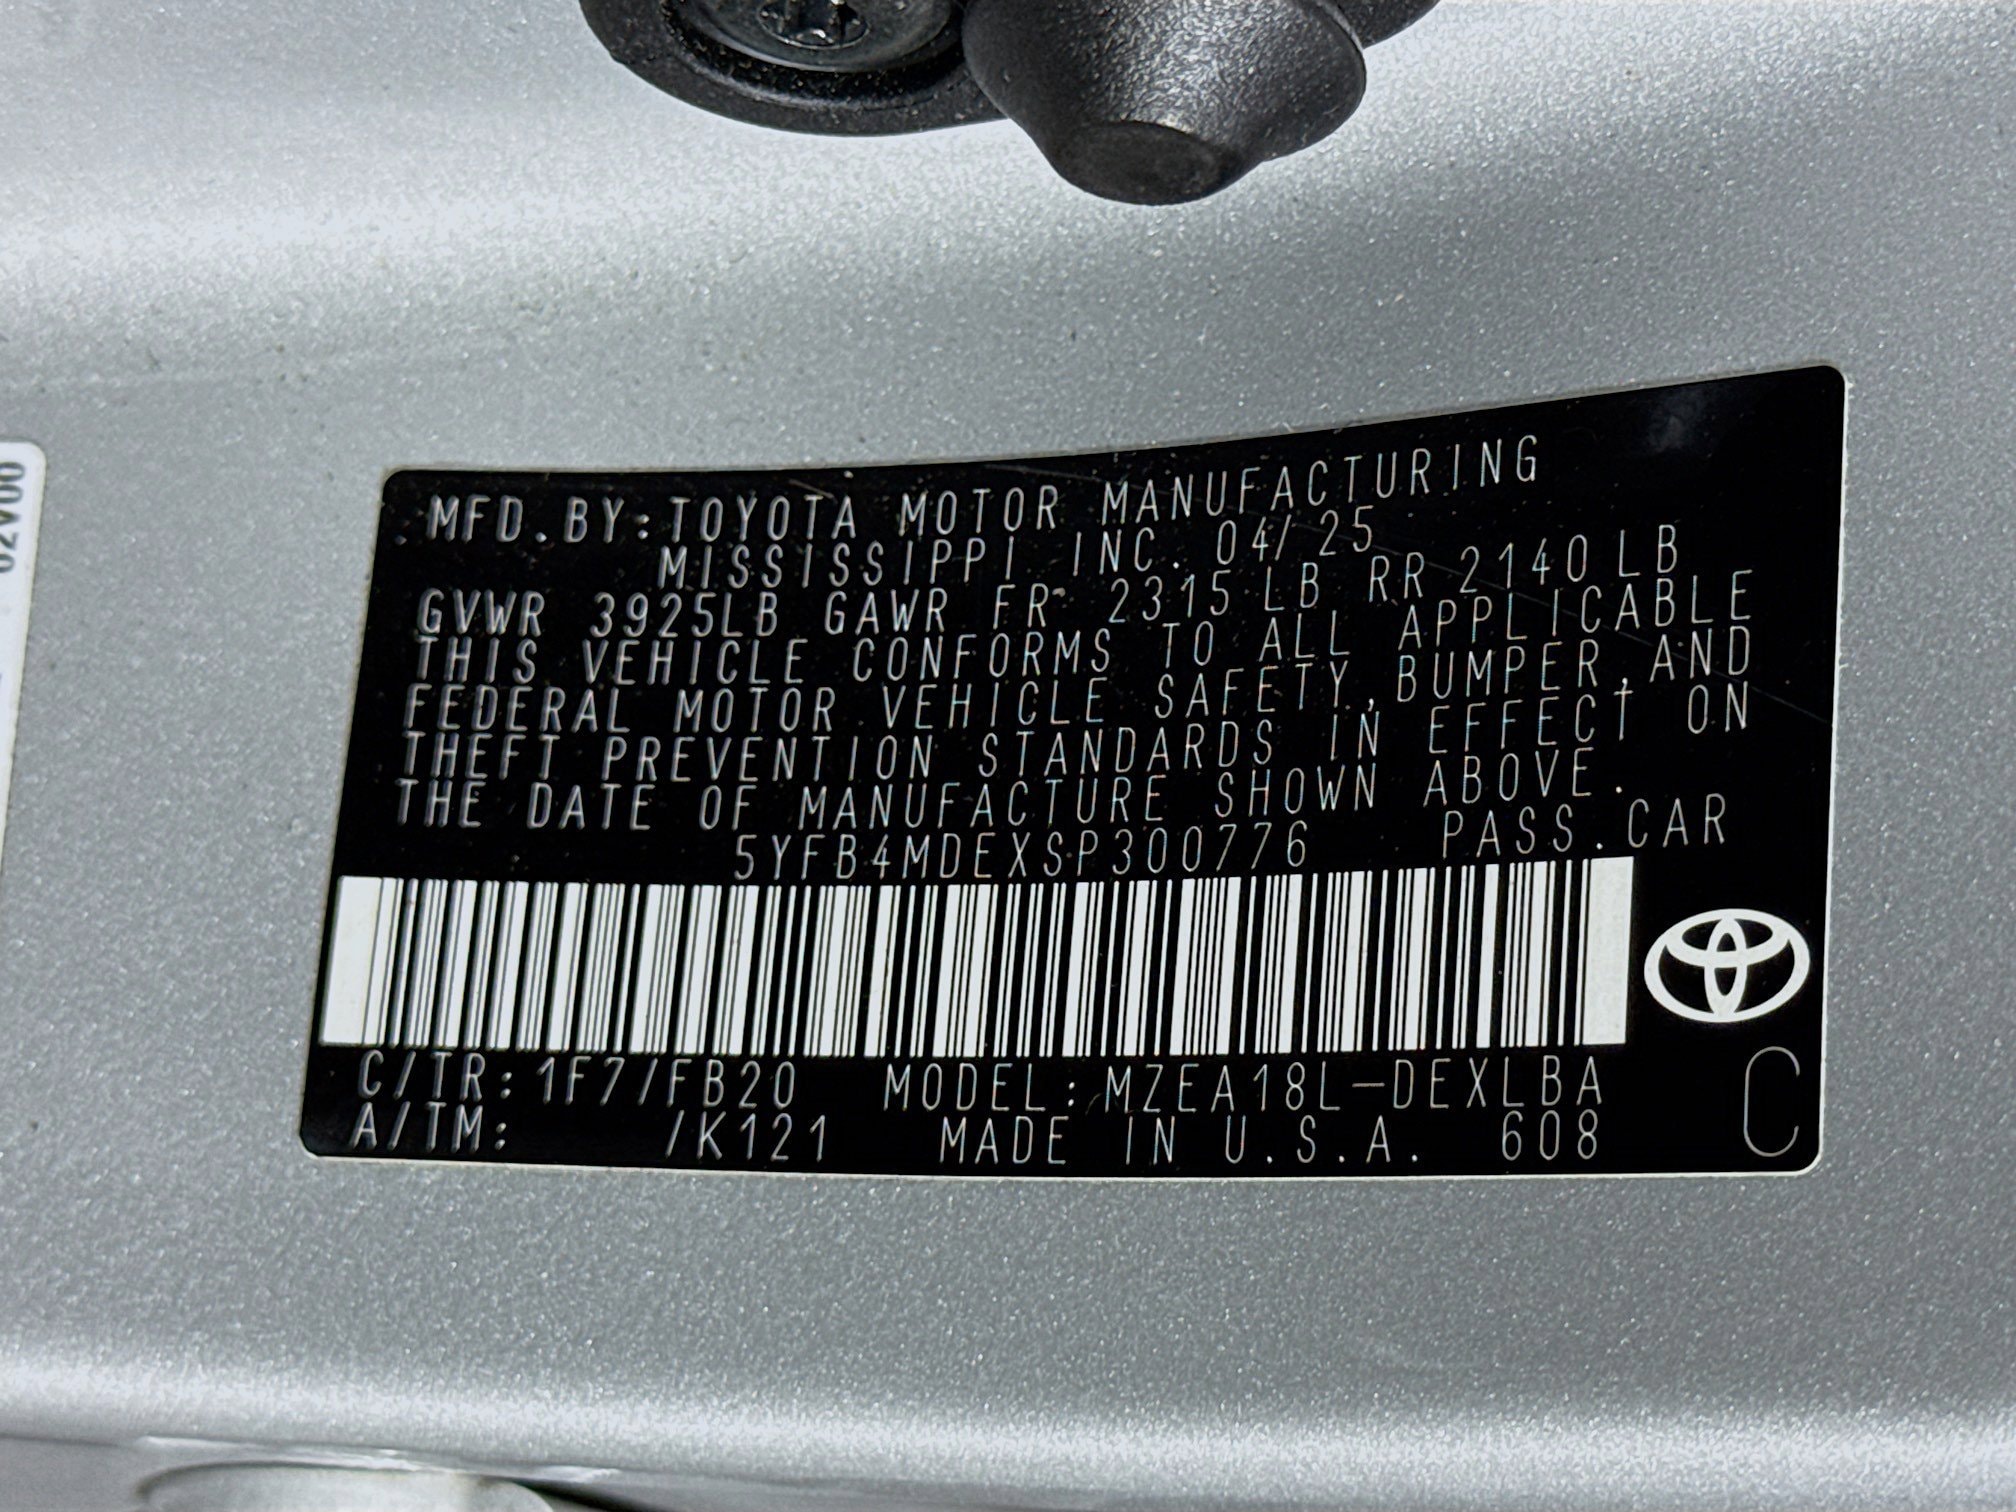 02V00
MFD.BY:TOYOTA MOTOR MANUFACTURING
MISSISSIPPI INC. 04/25
GVWR 3925LB GAWR FR 2315LB RR 2140LB
THIS VEHICLE CONFORMS TO ALL APPLICABLE
FEDERAL MOTOR VEHICLE SAFETY,BUMPER,AND
THEFT PREVENTION STANDARDS IN EFFECT ON
THE DATE OF MANUFACTURE SHOWN ABOVE.
5YFB4MDEXSP300776 PASS.CAR
C/TR:1F7/FB20 MODEL:MZEA18L-DEXLBA
A/TM: /K121 MADE IN U.S.A. 608
C